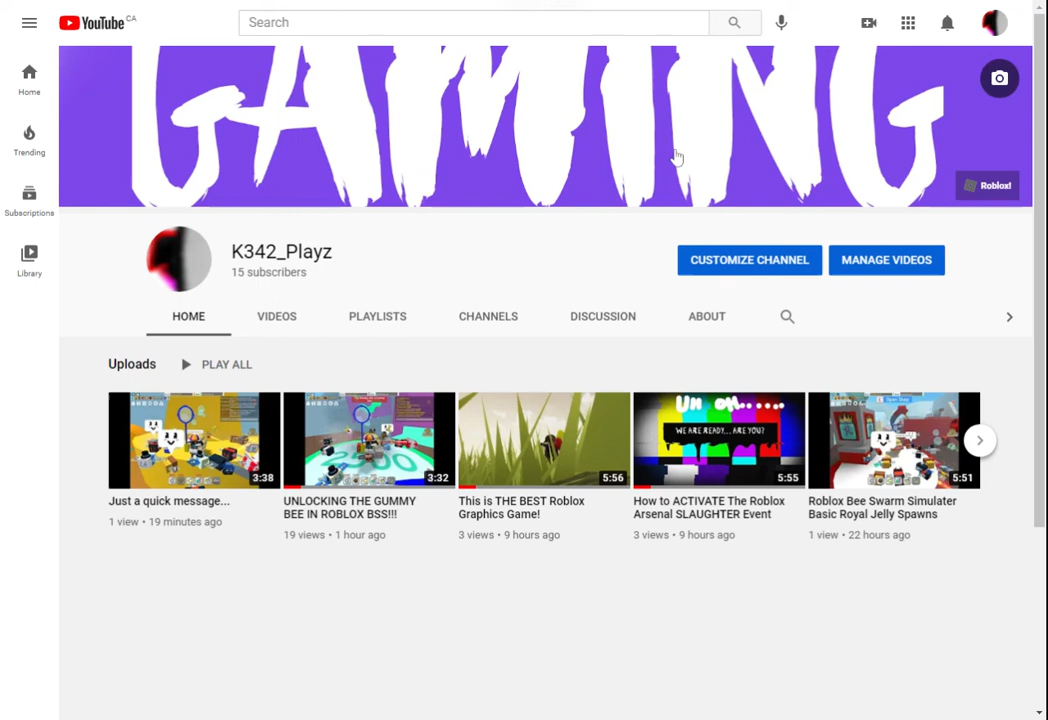 YouTube CA
Search
GAMING
Home
Trending
Subscriptions
Library
Roblox!
K342_Playz
15 subscribers
CUSTOMIZE CHANNEL
MANAGE VIDEOS
HOME
VIDEOS
PLAYLISTS
CHANNELS
DISCUSSION
ABOUT
Uploads
PLAY ALL
3:38
Just a quick message...
1 view • 19 minutes ago
3:32
UNLOCKING THE GUMMY
BEE IN ROBLOX BSS!!!
19 views • 1 hour ago
5:56
This is THE BEST Roblox
Graphics Game!
3 views • 9 hours ago
Uh oh.....
WE ARE READY... ARE YOU?
5:55
How to ACTIVATE The Roblox
Arsenal SLAUGHTER Event
3 views • 9 hours ago
5:51
Roblox Bee Swarm Simulater
Basic Royal Jelly Spawns
1 view • 22 hours ago